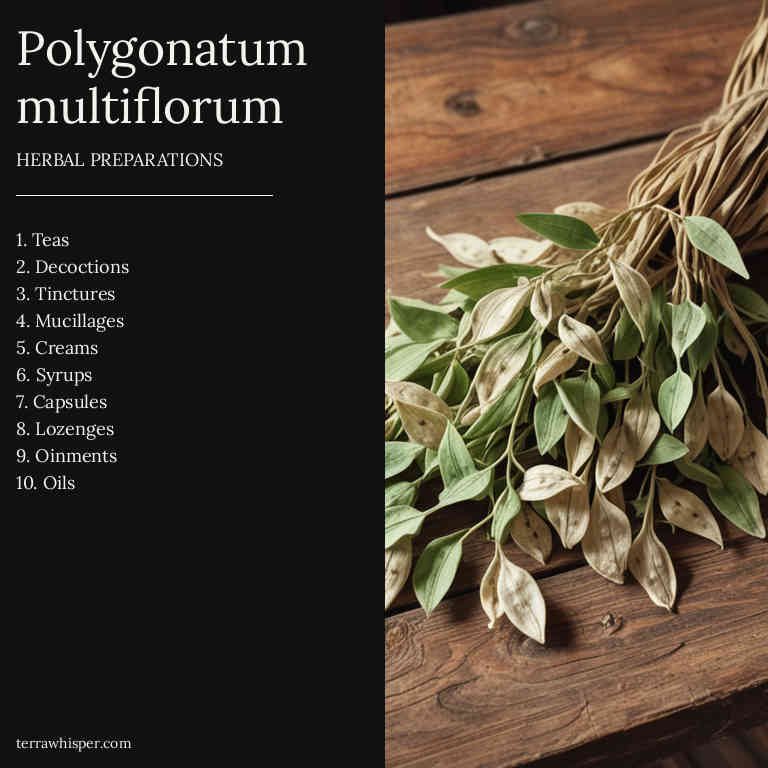 Polygonatum
multiflorum
HERBAL PREPARATIONS
1. Teas
2. Decoctions
3. Tinctures
4. Mucillages
5. Creams
6. Syrups
7. Capsules
8. Lozenges
9. Oinments
10. Oils
terrawhisper.com